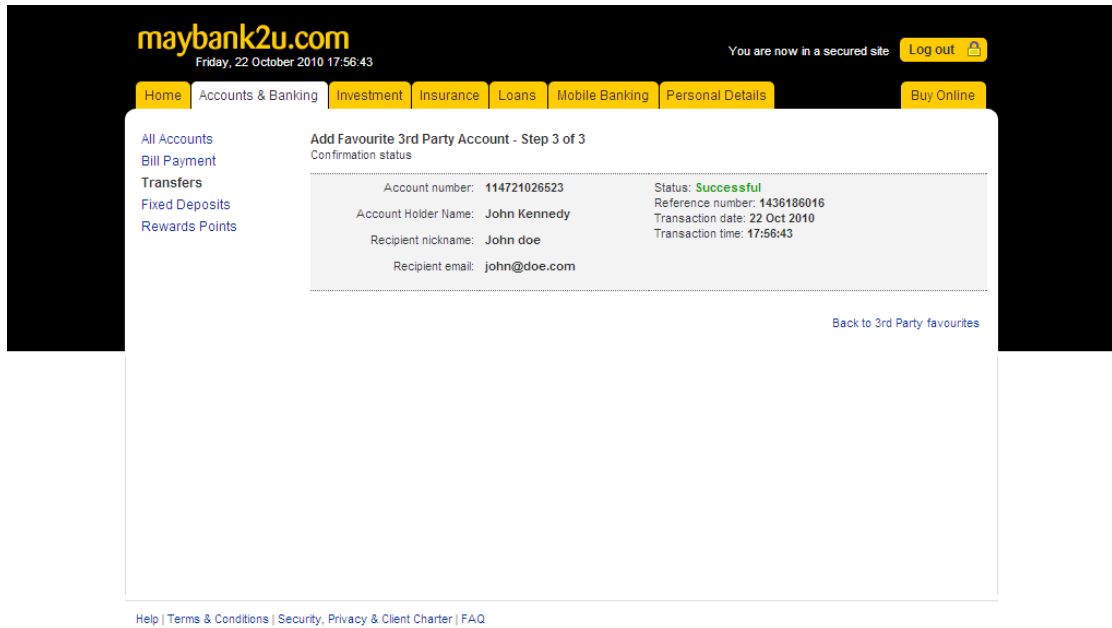 maybank2u.com
Friday, 22 October 2010 17:56:43
You are now in a secured site
Log out
Home
Accounts & Banking
Investment
Insurance
Loans
Mobile Banking
Personal Details
Buy Online
All Accounts
Bill Payment
Transfers
Fixed Deposits
Rewards Points
Add Favourite 3rd Party Account - Step 3 of 3
Confirmation status
Account number: 114721026523
Account Holder Name: John Kennedy
Recipient nickname: John doe
Recipient email: john@doe.com
Status: Successful
Reference number: 1436186016
Transaction date: 22 Oct 2010
Transaction time: 17:56:43
Back to 3rd Party favourites
Help | Terms & Conditions | Security, Privacy & Client Charter | FAQ